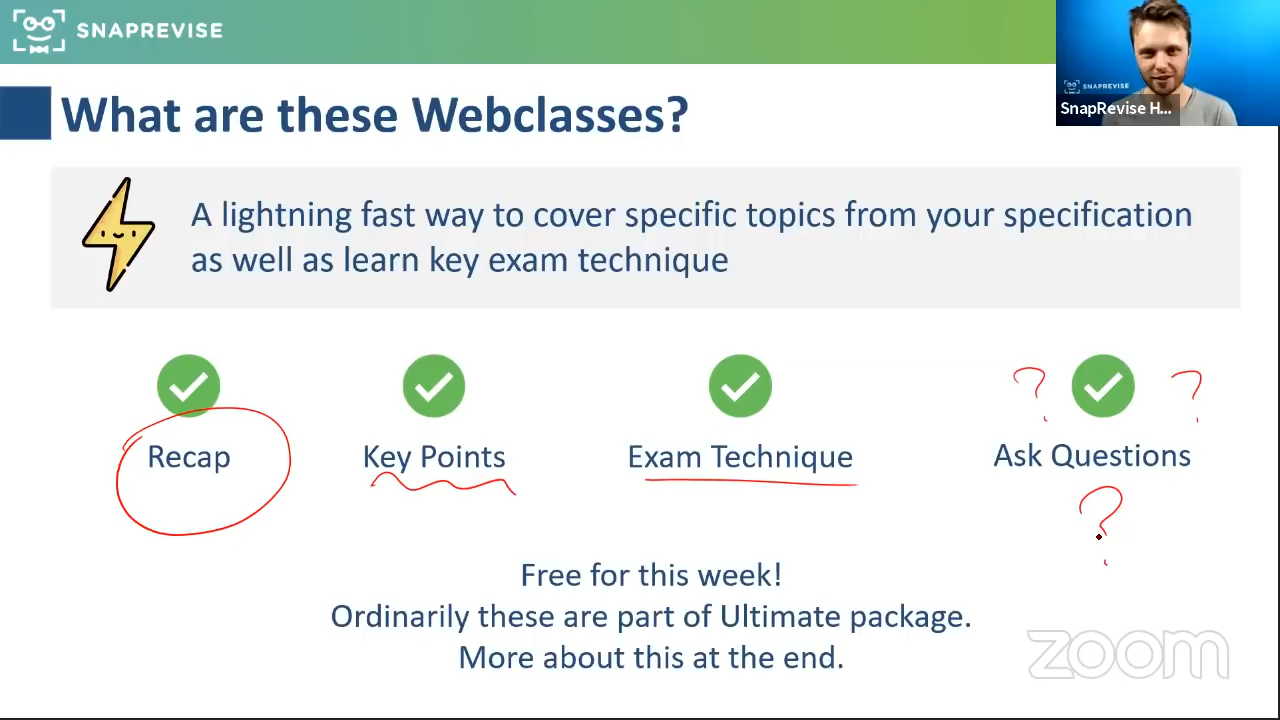 SNAPREVISE
SNAPREVISE
SnapRevise H...
What are these Webclasses?
A lightning fast way to cover specific topics from your specification
as well as learn key exam technique
? ?
Recap Key Points Exam Technique Ask Questions
?
Free for this week!
Ordinarily these are part of Ultimate package.
More about this at the end.
zoom